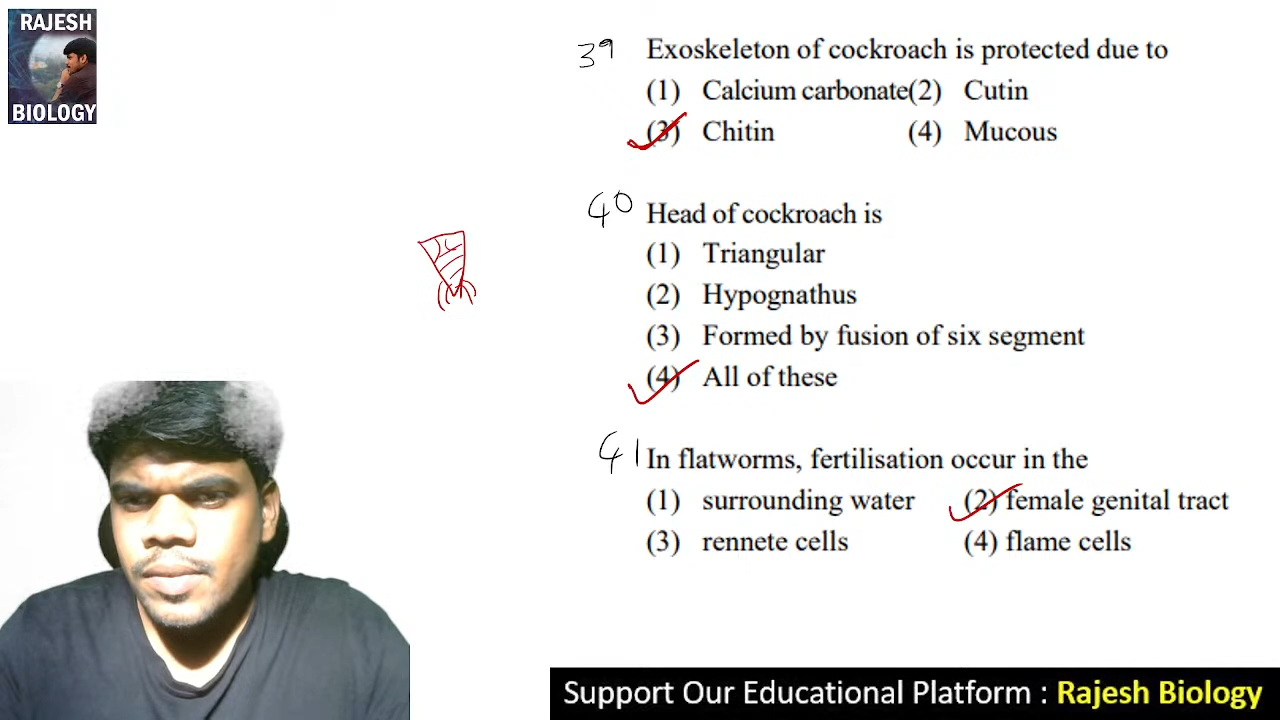 RAJESH
BIOLOGY
39 Exoskeleton of cockroach is protected due to
(1) Calcium carbonate (2) Cutin
(3) Chitin (4) Mucous
40 Head of cockroach is
(1) Triangular
(2) Hypognathus
(3) Formed by fusion of six segment
(4) All of these
41 In flatworms, fertilisation occur in the
(1) surrounding water (2) female genital tract
(3) rennete cells (4) flame cells
Support Our Educational Platform : Rajesh Biology